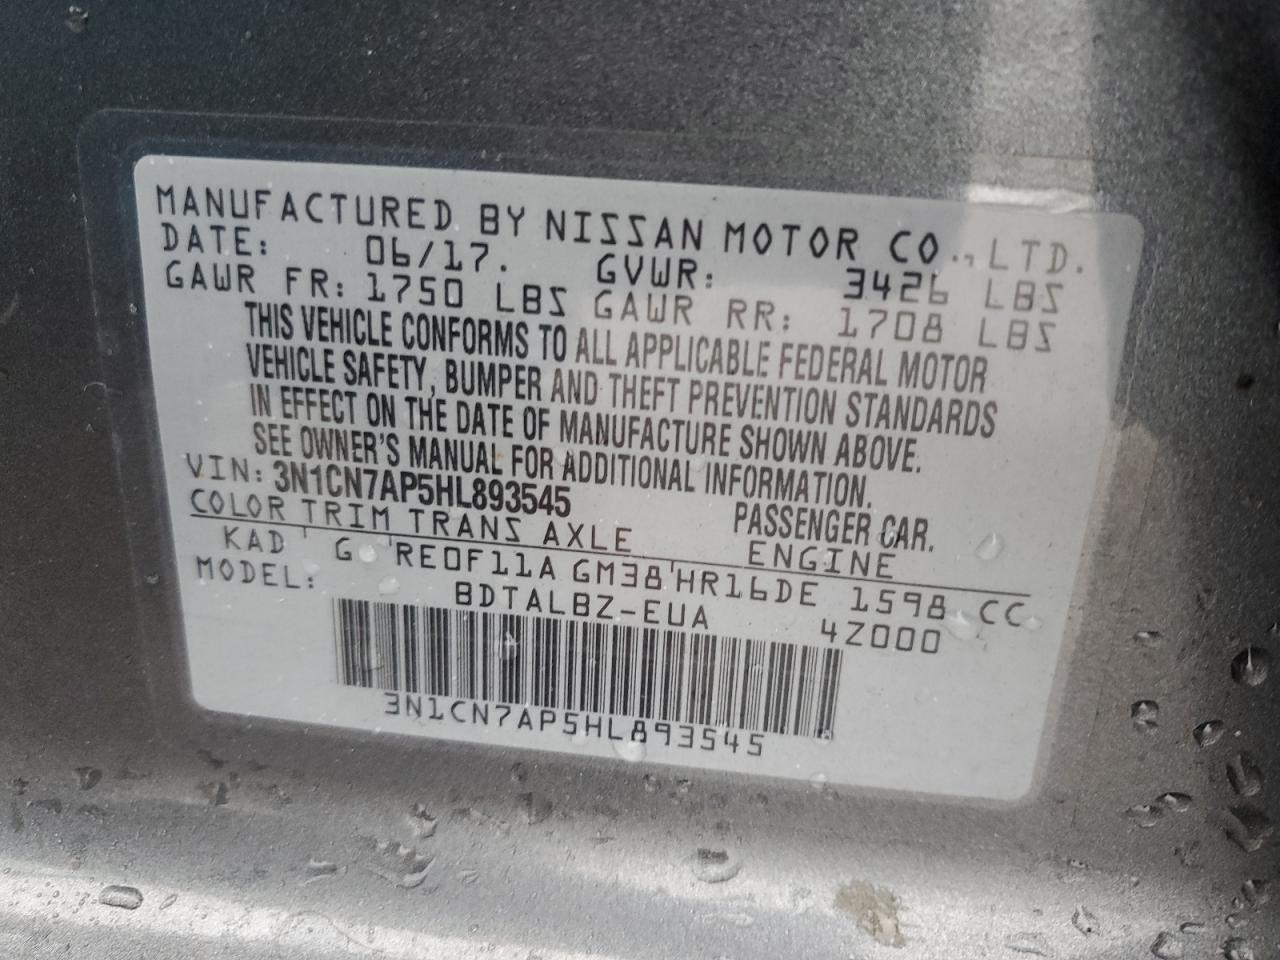 MANUFACTURED BY NISSAN MOTOR CO., LTD.
DATE: 06/17. GVWR: 3426 LBS
GAWR FR: 1750 LBS GAWR RR: 1708 LBS
THIS VEHICLE CONFORMS TO ALL APPLICABLE FEDERAL MOTOR
VEHICLE SAFETY, BUMPER AND THEFT PREVENTION STANDARDS
IN EFFECT ON THE DATE OF MANUFACTURE SHOWN ABOVE.
SEE OWNER'S MANUAL FOR ADDITIONAL INFORMATION.
VIN: 3N1CN7AP5HL893545 PASSENGER CAR.
COLOR TRIM TRANS AXLE ENGINE
KAD G RE0F11A GM38 HR16DE 1598 CC
MODEL: BDTALBZ-EUA 4Z000
3N1CN7AP5HL893545